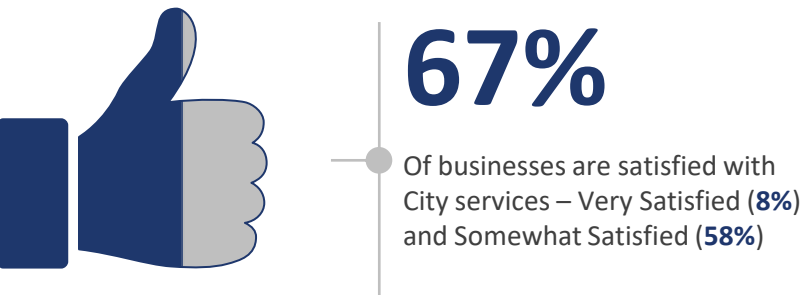 67%
Of businesses are satisfied with
City services – Very Satisfied (8%)
and Somewhat Satisfied (58%)